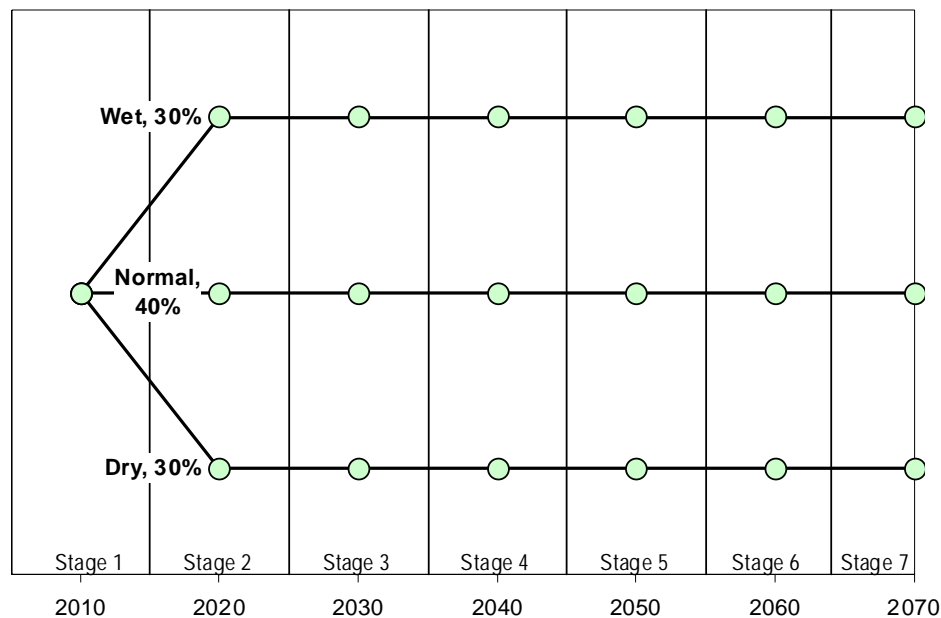 Wet, 30%
Normal,
40%
Dry, 30%
Stage 1 Stage 2 Stage 3 Stage 4 Stage 5 Stage 6 Stage 7
2010 2020 2030 2040 2050 2060 2070